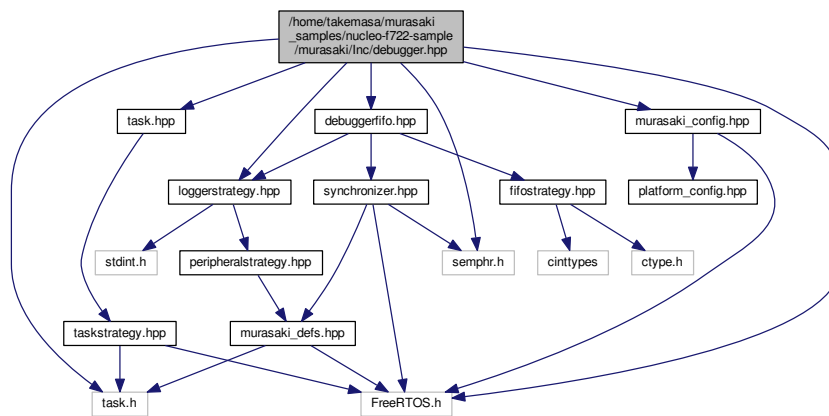 /home/takemasa/murasaki
_samples/nucleo-f722-sample
/murasaki/Inc/debugger.hpp
task.hpp
debuggerfifo.hpp
murasaki_config.hpp
loggerstrategy.hpp
synchronizer.hpp
fifostrategy.hpp
platform_config.hpp
stdint.h
peripheralstrategy.hpp
semphr.h
cinttypes
ctype.h
taskstrategy.hpp
murasaki_defs.hpp
task.h
FreeRTOS.h